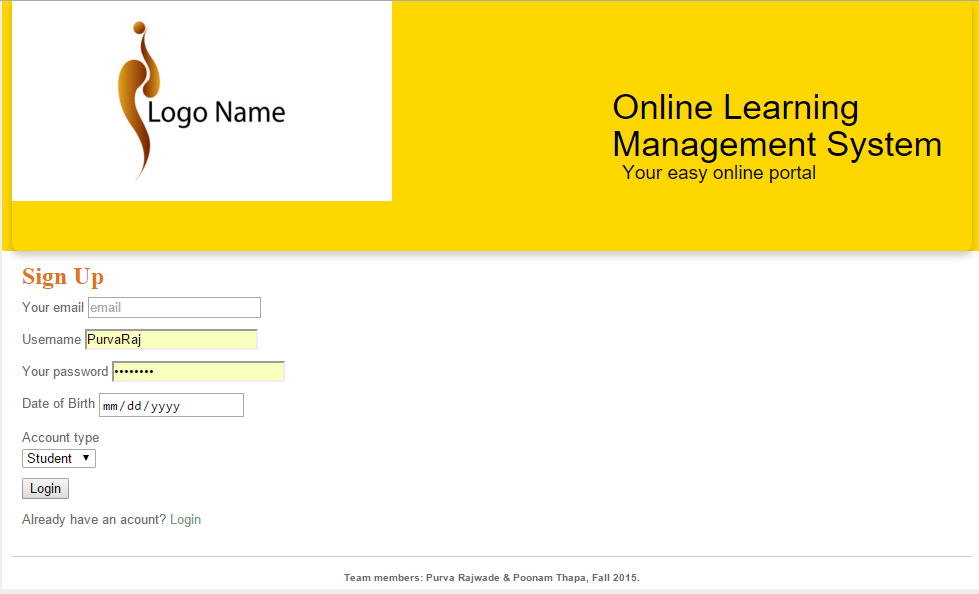 Logo Name
Online Learning
Management System
Your easy online portal
Sign Up
Your email email
Username PurvaRaj
Your password ••••••••
Date of Birth mm/dd/yyyy
Account type
Student
Login
Already have an acount? Login
Team members: Purva Rajwade & Poonam Thapa, Fall 2015.